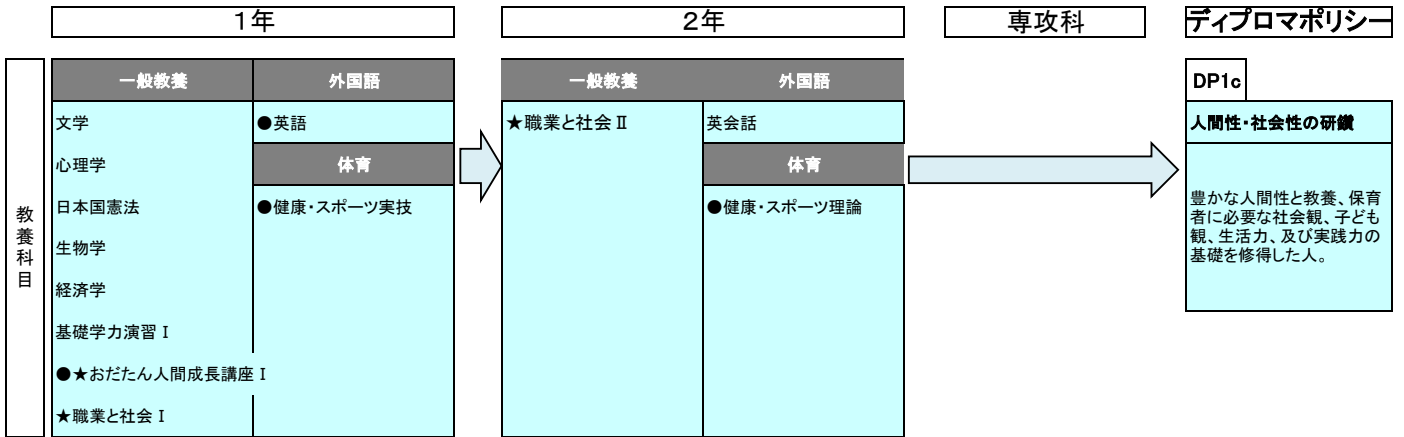 1年
2年
専攻科
ディプロマポリシー
教養科目
一般教養
外国語
文学
●英語
心理学
体育
日本国憲法
●健康・スポーツ実技
生物学
経済学
基礎学力演習Ⅰ
●★おだたん人間成長講座Ⅰ
★職業と社会Ⅰ
一般教養
外国語
★職業と社会Ⅱ
英会話
体育
●健康・スポーツ理論
DP1c
人間性・社会性の研鑽
豊かな人間性と教養、保育
者に必要な社会観、子ども
観、生活力、及び実践力の
基礎を修得した人。